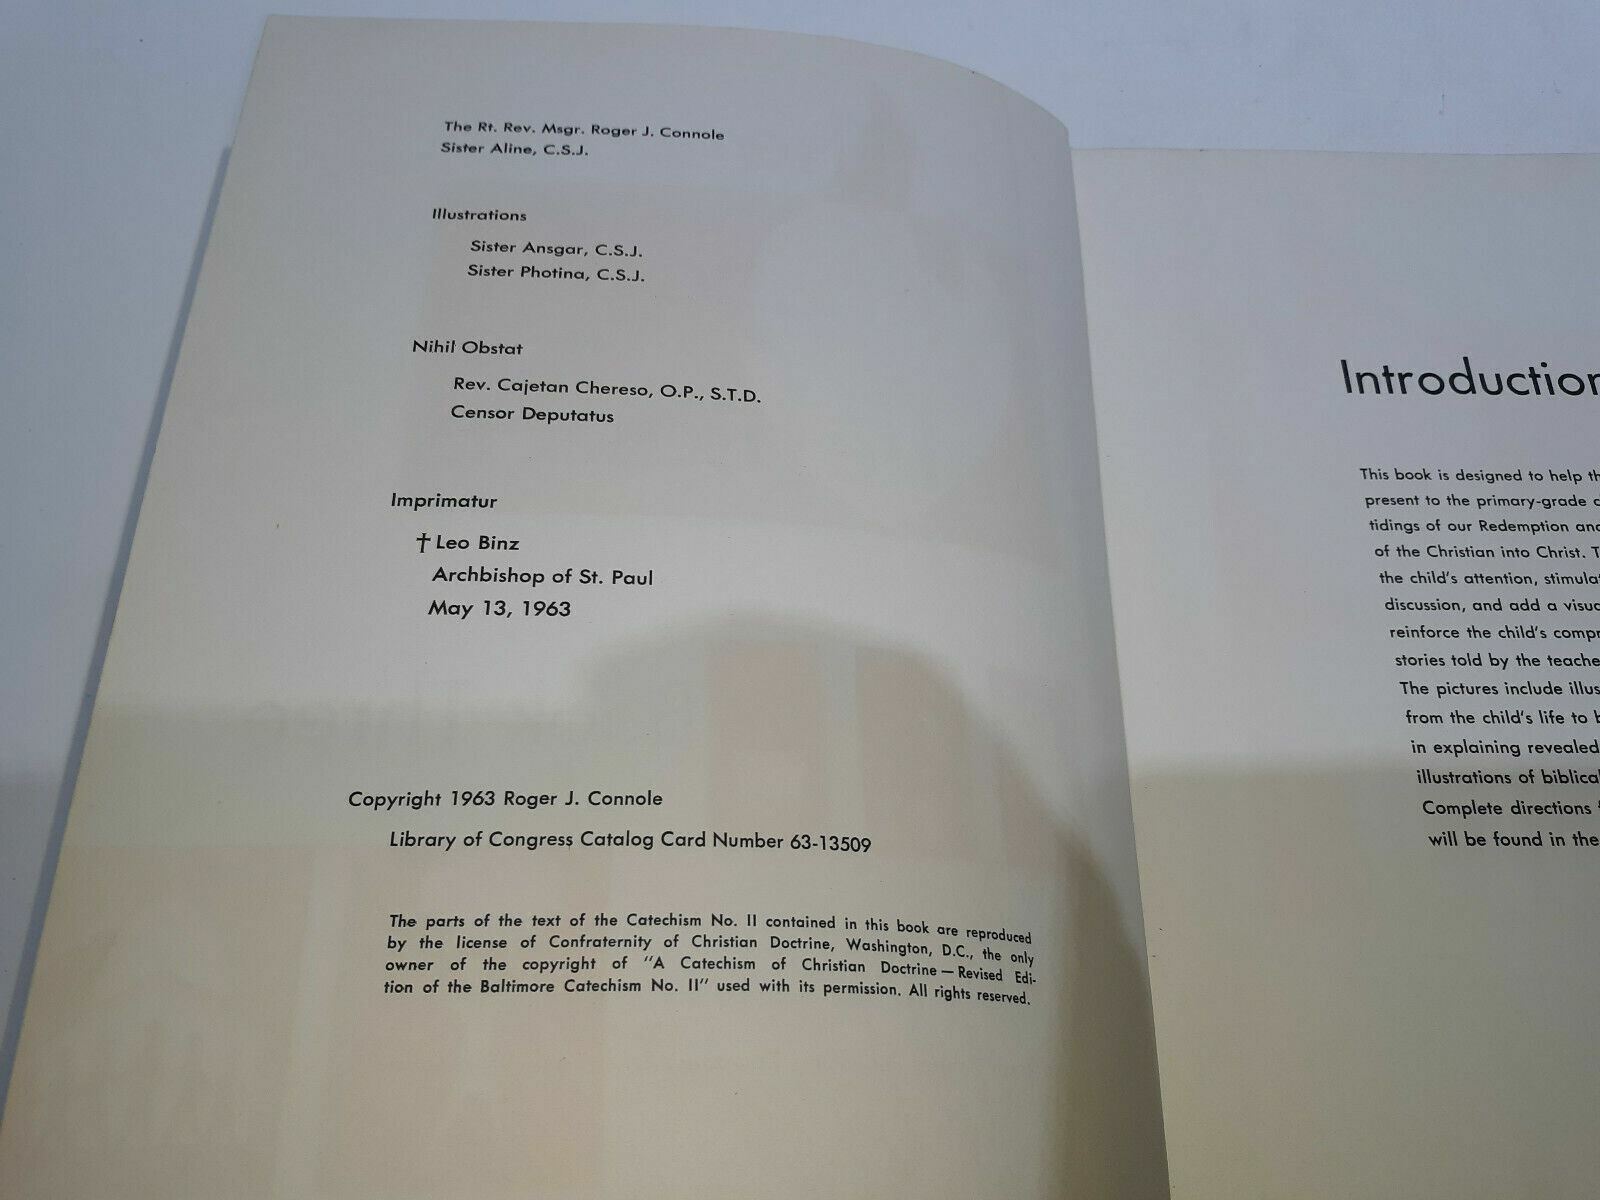 The Rt. Rev. Msgr. Roger J. Connole
Sister Aline, C.S.J.
Illustrations
Sister Ansgar, C.S.J.
Sister Photina, C.S.J.
Nihil Obstat
Rev. Cajetan Chereso, O.P., S.T.D.
Censor Deputatus
Imprimatur
† Leo Binz
Archbishop of St. Paul
May 13, 1963
Copyright 1963 Roger J. Connole
Library of Congress Catalog Card Number 63-13509
The parts of the text of the Catechism No. II contained in this book are reproduced
by the license of Confraternity of Christian Doctrine, Washington, D.C., the only
owner of the copyright of "A Catechism of Christian Doctrine — Revised Edi-
tion of the Baltimore Catechism No. II" used with its permission. All rights reserved.
Introduction
This book is designed to help
present to the primary-grade
tidings of our Redemption and
of the Christian into Christ.
the child's attention,
discussion, and add a
reinforce the child's
stories told by the
The pictures include
from the child's life to
in explaining revealed
illustrations of
Complete directions
will be found in the